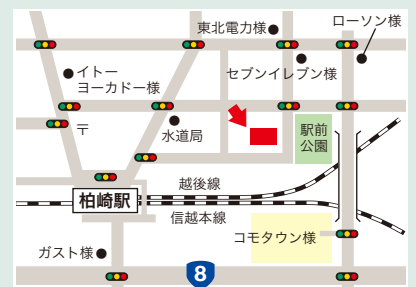 ローソン様
東北電力様
イトー
ヨーカドー様
セブンイレブン様
〒
水道局
駅前
公園
越後線
柏崎駅
信越本線
コモタウン様
ガスト様
8